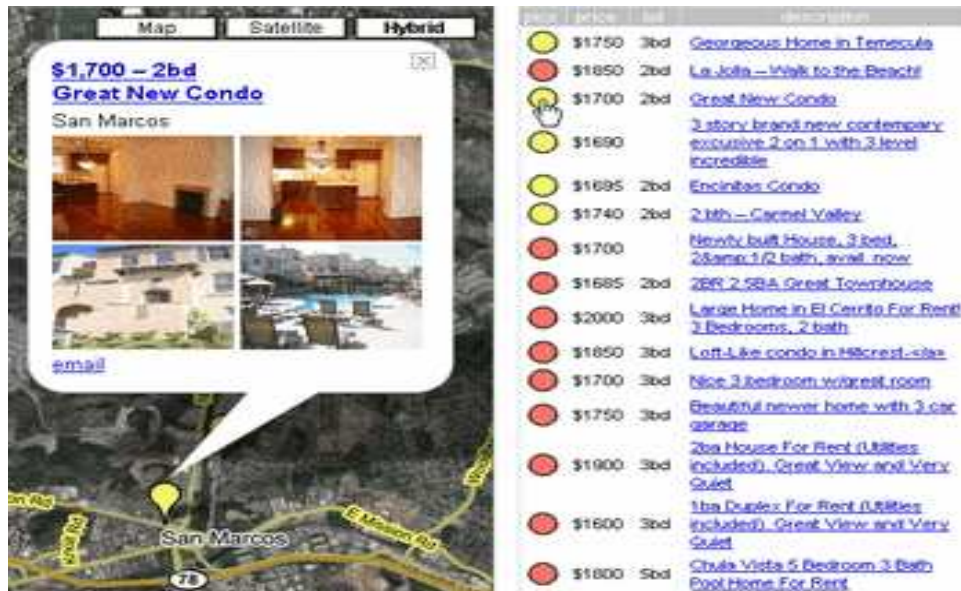 Map Satellite Hybrid
$1,700 – 2bd
Great New Condo
San Marcos
email
San Marcos
E Mission Rd
78
price description
$1750 3bd Georgeous Home in Temecula
$1850 2bd La Jolla – Walk to the Beach!
$1700 2bd Great New Condo
3 story brand new contempary
$1690 excusive 2 on 1 with 3 level
incredible
$1695 2bd Encinitas Condo
$1740 2bd 2 bth – Carmel Valley
Newly built House, 3 bed,
$1700 2&amp;1/2 bath, avail. now
$1685 2bd 2BR 2.5BA Great Townhouse
Large Home in El Cerrito For Rent!
$2000 3bd 3 Bedrooms, 2 bath
$1850 3bd Loft-Like condo in Hillcrest.</a>
$1700 3bd Nice 3 bedroom w/great room
Beautiful newer home with 3 car
$1750 3bd garage
2ba House For Rent (Utilities
$1900 3bd included). Great View and Very
Quiet
1ba Duplex For Rent (Utilities
$1600 3bd included). Great View and Very
Quiet
Chula Vista 5 Bedroom 3 Bath
$1800 5bd Pool Home For Rent